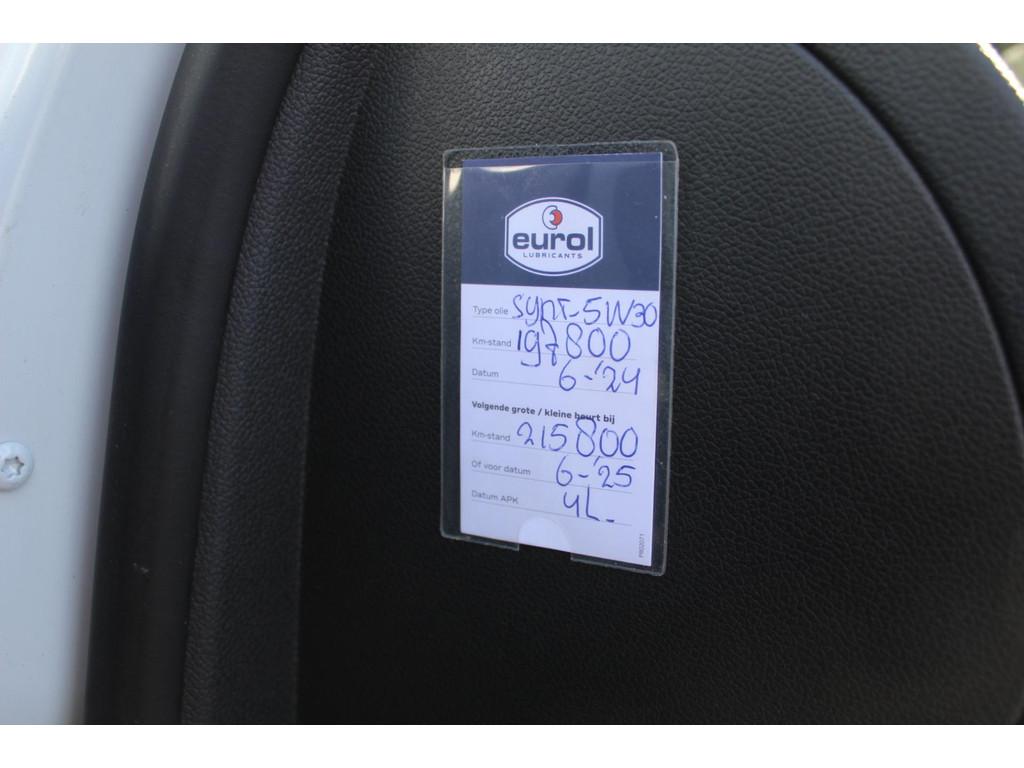 eurol
LUBRICANTS
Type olie Synt-5W30
Km-stand 197800
Datum 6-'24
Volgende grote / kleine beurt bij
Km-stand 215800
Of voor datum 6-'25
Datum APK 4L.
PR02071